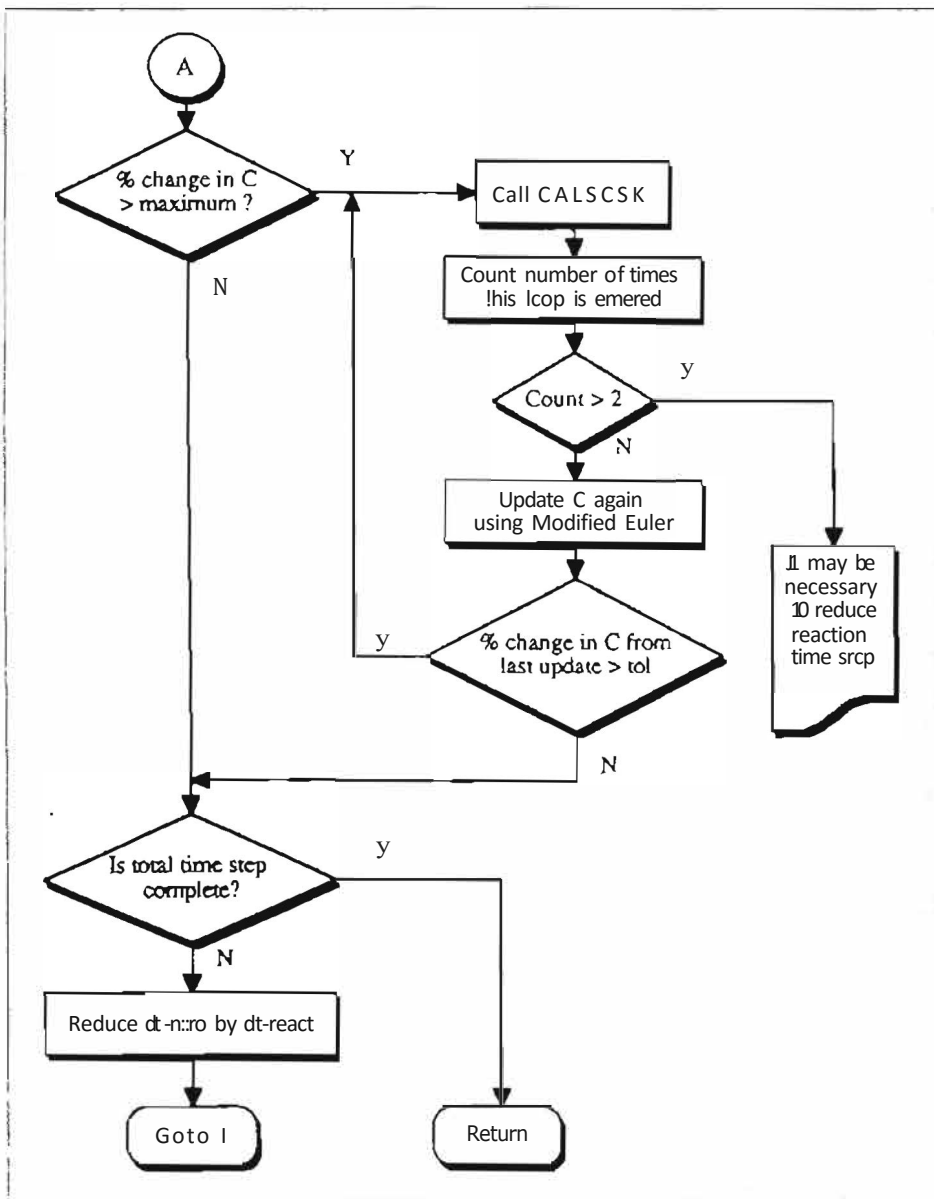 A
% change in C
> maximum ?
Y
N
Call CALSCSK
Count number of times
!his lcop is emered
Count > 2
y
N
Update C again
using Modified Euler
J1 may be
necessary
10 reduce
reaction
time srcp
% change in C from
last update > tol
y
N
Is total time step
complete?
y
N
Reduce dt-n::ro by dt-react
Goto I
Return